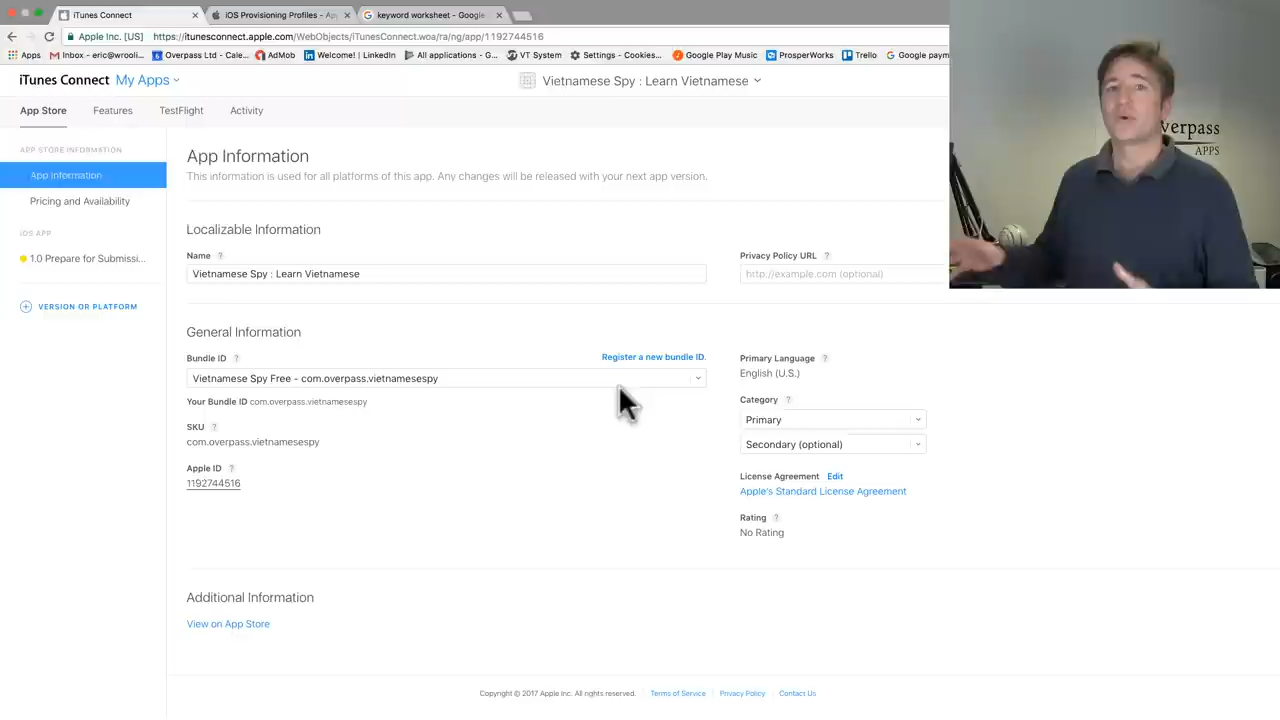 iTunes Connect
iOS Provisioning Profiles - Ap
keyword worksheet - Google
Apple Inc. [US]
https://itunesconnect.apple.com/WebObjects/iTunesConnect.woa/ra/ng/app/1192744516
Apps
Inbox - eric@wrooli...
Overpass Ltd - Cale...
AdMob
Welcome! | LinkedIn
All applications - G...
VT System
Settings - Cookies...
Google Play Music
ProsperWorks
Trello
Google paym
iTunes Connect My Apps
Vietnamese Spy : Learn Vietnamese
App Store Features TestFlight Activity
verpass
APPS
APP STORE INFORMATION
App Information
Pricing and Availability
iOS APP
1.0 Prepare for Submissi...
VERSION OR PLATFORM
App Information
This information is used for all platforms of this app. Any changes will be released with your next app version.
Localizable Information
Name ?
Vietnamese Spy : Learn Vietnamese
Privacy Policy URL ?
http://example.com (optional)
General Information
Bundle ID ?
Register a new bundle ID.
Vietnamese Spy Free - com.overpass.vietnamesespy
Your Bundle ID com.overpass.vietnamesespy
SKU ?
com.overpass.vietnamesespy
Apple ID ?
1192744516
Primary Language ?
English (U.S.)
Category ?
Primary
Secondary (optional)
License Agreement Edit
Apple's Standard License Agreement
Rating ?
No Rating
Additional Information
View on App Store
Copyright © 2017 Apple Inc. All rights reserved. Terms of Service Privacy Policy Contact Us